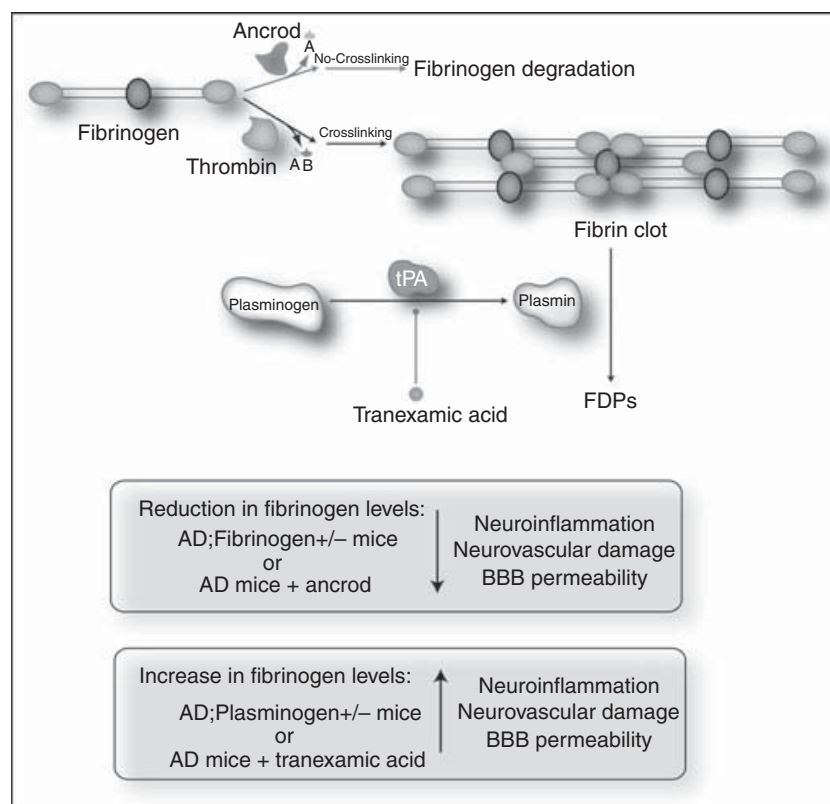 Ancrod
A
No-Crosslinking
Fibrinogen degradation
Fibrinogen
Thrombin
A B
Crosslinking
Fibrin clot
tPA
Plasminogen
Plasmin
Tranexamic acid
FDPs
Reduction in fibrinogen levels:
AD;Fibrinogen+/– mice
or
AD mice + ancrod
Neuroinflammation
Neurovascular damage
BBB permeability
Increase in fibrinogen levels:
AD;Plasminogen+/– mice
or
AD mice + tranexamic acid
Neuroinflammation
Neurovascular damage
BBB permeability